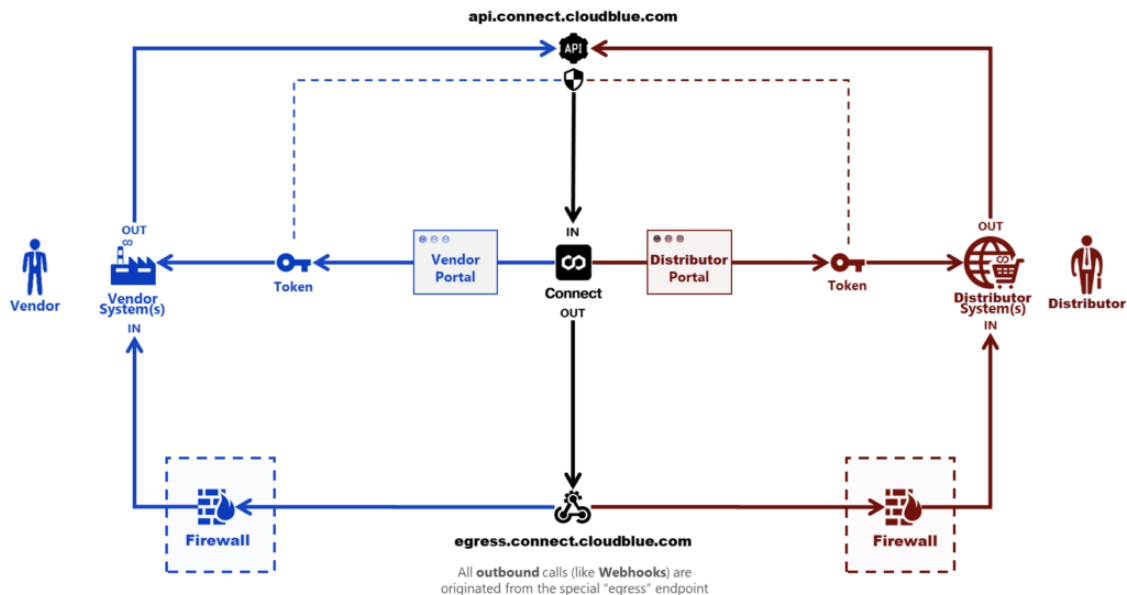 api.connect.cloudblue.com
API
OUT
IN
OUT
Vendor
Portal
Distributor
Portal
Vendor
Vendor
System(s)
Token
Connect
Token
Distributor
System(s)
Distributor
IN
OUT
IN
Firewall
Firewall
egress.connect.cloudblue.com
All outbound calls (like Webhooks) are
originated from the special "egress" endpoint